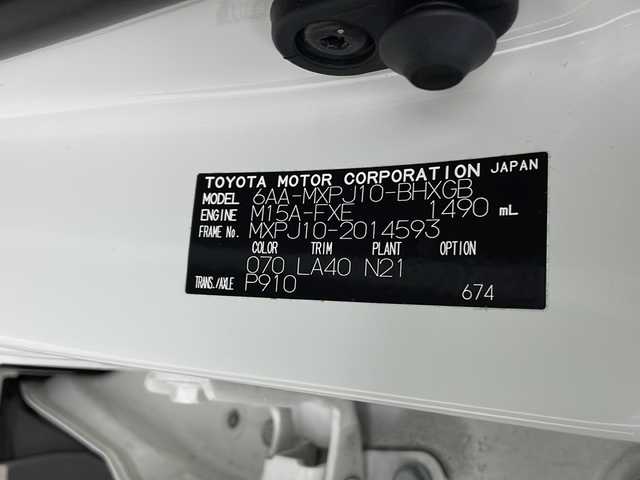 TOYOTA MOTOR CORPORATION JAPAN
MODEL 6AA-MXPJ10-BHXGB
ENGINE M15A-FXE 1490 mL
FRAME No. MXPJ10-2014593
COLOR TRIM PLANT OPTION
070 LA40 N21
TRANS./AXLE P910
674